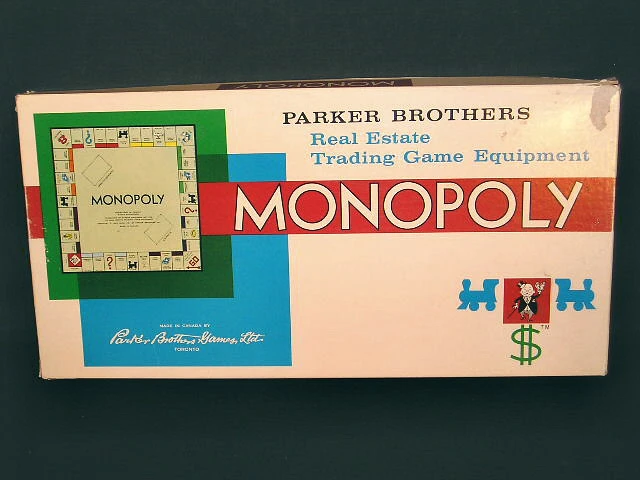 MONOPOLY
PARKER BROTHERS
Real Estate
Trading Game Equipment
MONOPOLY
MONOPOLY
GO
MADE IN CANADA BY
Parker Brothers Games, Ltd.
TORONTO
TM
$